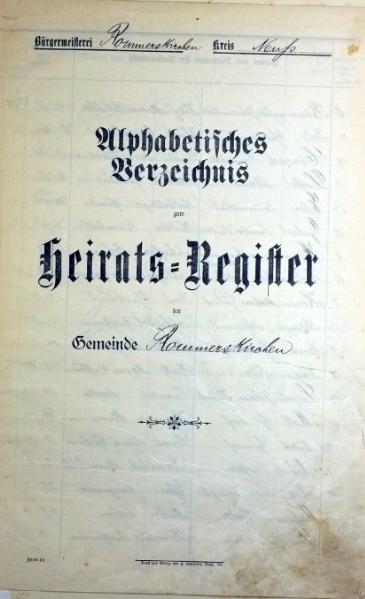 Bürgermeisterei Rommerskirchen Kreis Neuss
Alphabetisches
Verzeichnis
zum
Heirats-Register
der
Gemeinde Rommerskirchen